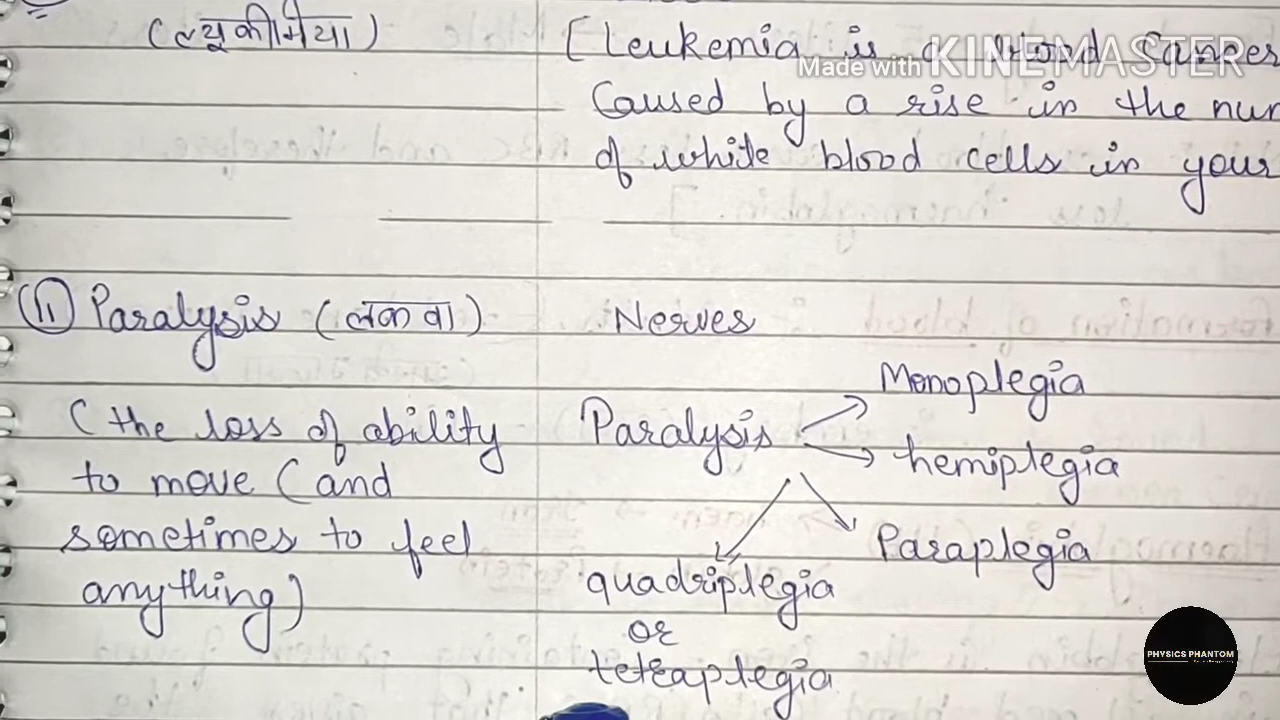 (ल्यूकीमिया)
[Leukemia is a blood Cancer
Made with KINEMASTER
Caused by a rise in the nur
of white blood cells in your
(11) Paralysis (लकवा)
Nerves
(the loss of ability
to move (and
sometimes to feel
anything)
Paralysis
Monoplegia
hemiplegia
Paraplegia
quadriplegia
or
tetraplegia
PHYSICS PHANTOM